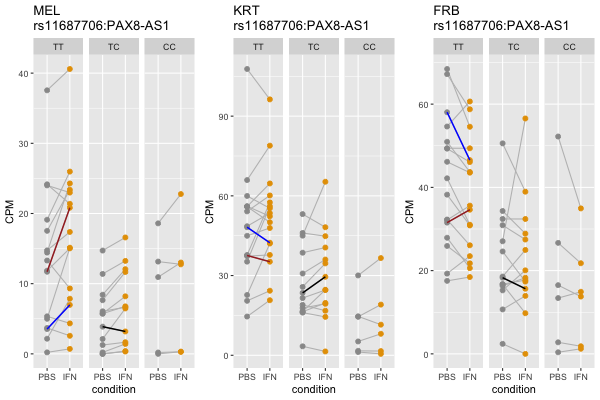 MEL
rs11687706:PAX8-AS1
TT TC CC
CPM
40
30
20
10
0
PBS IFN PBS IFN PBS IFN
condition
KRT
rs11687706:PAX8-AS1
TT TC CC
CPM
90
60
30
0
PBS IFN PBS IFN PBS IFN
condition
FRB
rs11687706:PAX8-AS1
TT TC CC
CPM
60
40
20
0
PBS IFN PBS IFN PBS IFN
condition